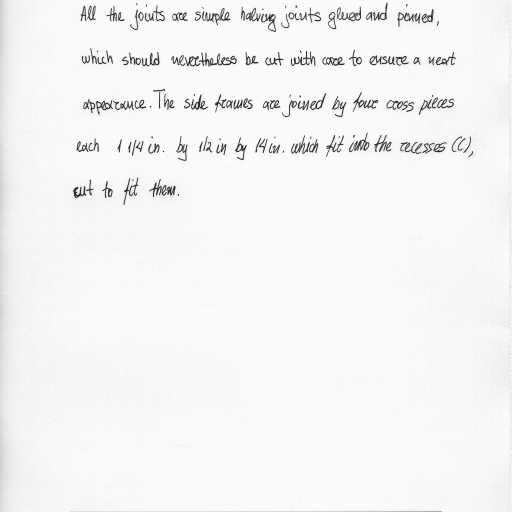 All the joints are simple halving joints glued and pinned,
which should nevertheless be cut with care to ensure a neat
appearance. The side frames are joined by four cross pieces
each 1 1/4 in. by 1/2 in by 14 in. which fit into the recesses (C),
cut to fit them.